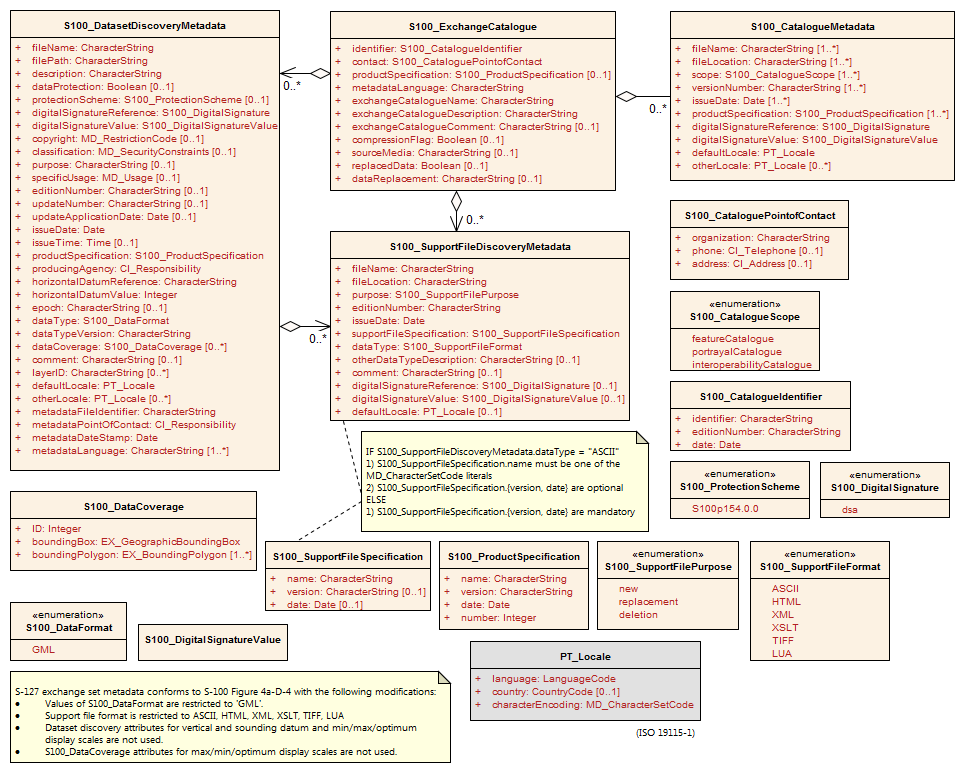 S100_DatasetDiscoveryMetadata
+ fileName: CharacterString
+ filePath: CharacterString
+ description: CharacterString
+ dataProtection: Boolean [0..1]
+ protectionScheme: S100_ProtectionScheme [0..1]
+ digitalSignatureReference: S100_DigitalSignature
+ digitalSignatureValue: S100_DigitalSignatureValue
+ copyright: MD_RestrictionCode [0..1]
+ classification: MD_SecurityConstraints [0..1]
+ purpose: CharacterString [0..1]
+ specificUsage: MD_Usage [0..1]
+ editionNumber: CharacterString [0..1]
+ updateNumber: CharacterString [0..1]
+ updateApplicationDate: Date [0..1]
+ issueDate: Date
+ issueTime: Time [0..1]
+ productSpecification: S100_ProductSpecification
+ producingAgency: CI_Responsibility
+ horizontalDatumReference: CharacterString
+ horizontalDatumValue: Integer
+ epoch: CharacterString [0..1]
+ dataType: S100_DataFormat
+ dataTypeVersion: CharacterString
+ dataCoverage: S100_DataCoverage [0..*]
+ comment: CharacterString [0..1]
+ layerID: CharacterString [0..*]
+ defaultLocale: PT_Locale
+ otherLocale: PT_Locale [0..*]
+ metadataFileIdentifier: CharacterString
+ metadataPointOfContact: CI_Responsibility
+ metadataDateStamp: Date
+ metadataLanguage: CharacterString [1..*]
0..*
S100_ExchangeCatalogue
+ identifier: S100_CatalogueIdentifier
+ contact: S100_CataloguePointofContact
+ productSpecification: S100_ProductSpecification [0..1]
+ metadataLanguage: CharacterString
+ exchangeCatalogueName: CharacterString
+ exchangeCatalogueDescription: CharacterString
+ exchangeCatalogueComment: CharacterString [0..1]
+ compressionFlag: Boolean [0..1]
+ sourceMedia: CharacterString [0..1]
+ replacedData: Boolean [0..1]
+ dataReplacement: CharacterString [0..1]
0..*
S100_CatalogueMetadata
+ fileName: CharacterString [1..*]
+ fileLocation: CharacterString [1..*]
+ scope: S100_CatalogueScope [1..*]
+ versionNumber: CharacterString [1..*]
+ issueDate: Date [1..*]
+ productSpecification: S100_ProductSpecification [1..*]
+ digitalSignatureReference: S100_DigitalSignature
+ digitalSignatureValue: S100_DigitalSignatureValue
+ defaultLocale: PT_Locale
+ otherLocale: PT_Locale [0..*]
0..*
S100_SupportFileDiscoveryMetadata
+ fileName: CharacterString
+ fileLocation: CharacterString
+ purpose: S100_SupportFilePurpose
+ editionNumber: CharacterString
+ issueDate: Date
+ supportFileSpecification: S100_SupportFileSpecification
+ dataType: S100_SupportFileFormat
+ otherDataTypeDescription: CharacterString [0..1]
+ comment: CharacterString [0..1]
+ digitalSignatureReference: S100_DigitalSignature [0..1]
+ digitalSignatureValue: S100_DigitalSignatureValue [0..1]
+ defaultLocale: PT_Locale [0..1]
0..*
S100_CataloguePointofContact
+ organization: CharacterString
+ phone: CI_Telephone [0..1]
+ address: CI_Address [0..1]
«enumeration»
S100_CatalogueScope
featureCatalogue
portrayalCatalogue
interoperabilityCatalogue
S100_CatalogueIdentifier
+ identifier: CharacterString
+ editionNumber: CharacterString
+ date: Date
IF S100_SupportFileDiscoveryMetadata.dataType = "ASCII"
1) S100_SupportFileSpecification.name must be one of the
MD_CharacterSetCode literals
2) S100_SupportFileSpecification.{version, date} are optional
ELSE
1) S100_SupportFileSpecification.{version, date} are mandatory
«enumeration»
S100_ProtectionScheme
S100p154.0.0
«enumeration»
S100_DigitalSignature
dsa
S100_DataCoverage
+ ID: Integer
+ boundingBox: EX_GeographicBoundingBox
+ boundingPolygon: EX_BoundingPolygon [1..*]
S100_SupportFileSpecification
+ name: CharacterString
+ version: CharacterString [0..1]
+ date: Date [0..1]
S100_ProductSpecification
+ name: CharacterString
+ version: CharacterString
+ date: Date
+ number: Integer
«enumeration»
S100_SupportFilePurpose
new
replacement
deletion
«enumeration»
S100_SupportFileFormat
ASCII
HTML
XML
XSLT
TIFF
LUA
«enumeration»
S100_DataFormat
GML
S100_DigitalSignatureValue
PT_Locale
+ language: LanguageCode
+ country: CountryCode [0..1]
+ characterEncoding: MD_CharacterSetCode
(ISO 19115-1)
S-127 exchange set metadata conforms to S-100 Figure 4a-D-4 with the following modifications:
• Values of S100_DataFormat are restricted to 'GML'.
• Support file format is restricted to ASCII, HTML, XML, XSLT, TIFF, LUA
• Dataset discovery attributes for vertical and sounding datum and min/max/optimum
display scales are not used.
• S100_DataCoverage attributes for max/min/optimum display scales are not used.